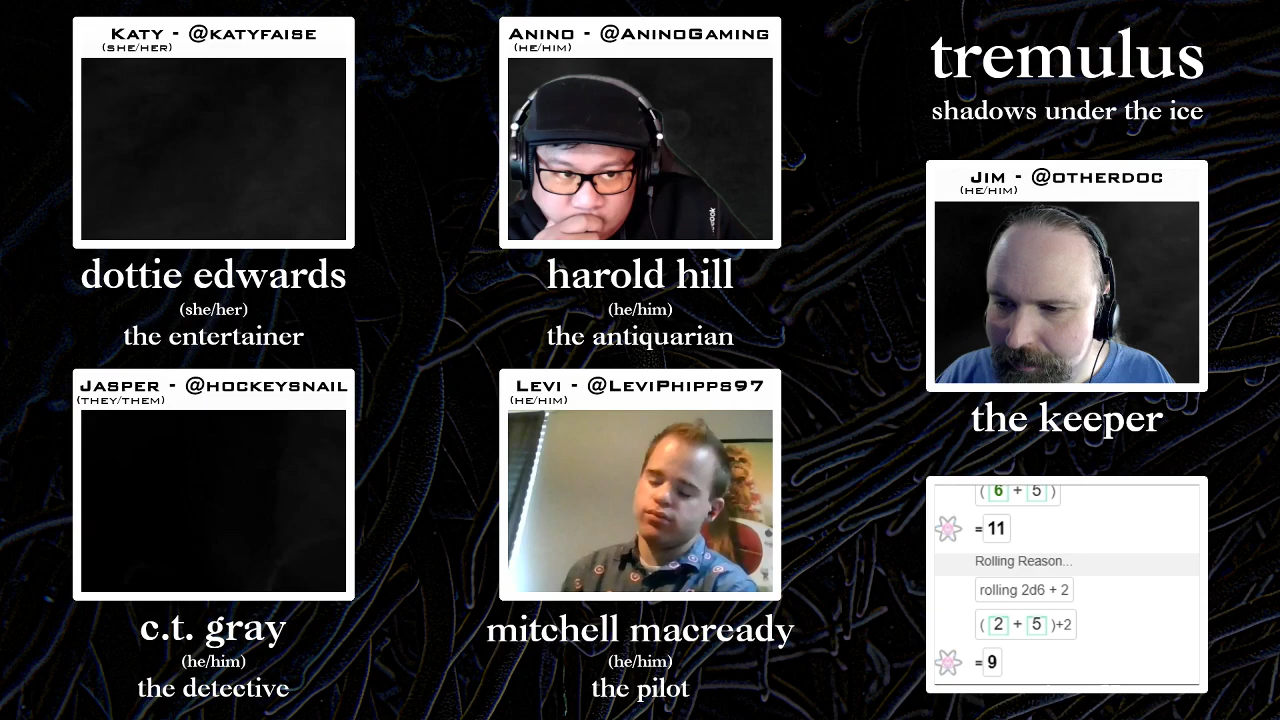 Katy - @katyfaise
(she/her)
dottie edwards
(she/her)
the entertainer
Anino - @AninoGaming
(he/him)
harold hill
(he/him)
the antiquarian
tremulus
shadows under the ice
Jim - @otherdoc
(he/him)
the keeper
Jasper - @hockeysnail
(they/them)
c.t. gray
(he/him)
the detective
Levi - @LeviPhipps97
(he/him)
mitchell macready
(he/him)
the pilot
( 6 + 5 )
= 11
Rolling Reason...
rolling 2d6 + 2
( 2 + 5 )+2
= 9